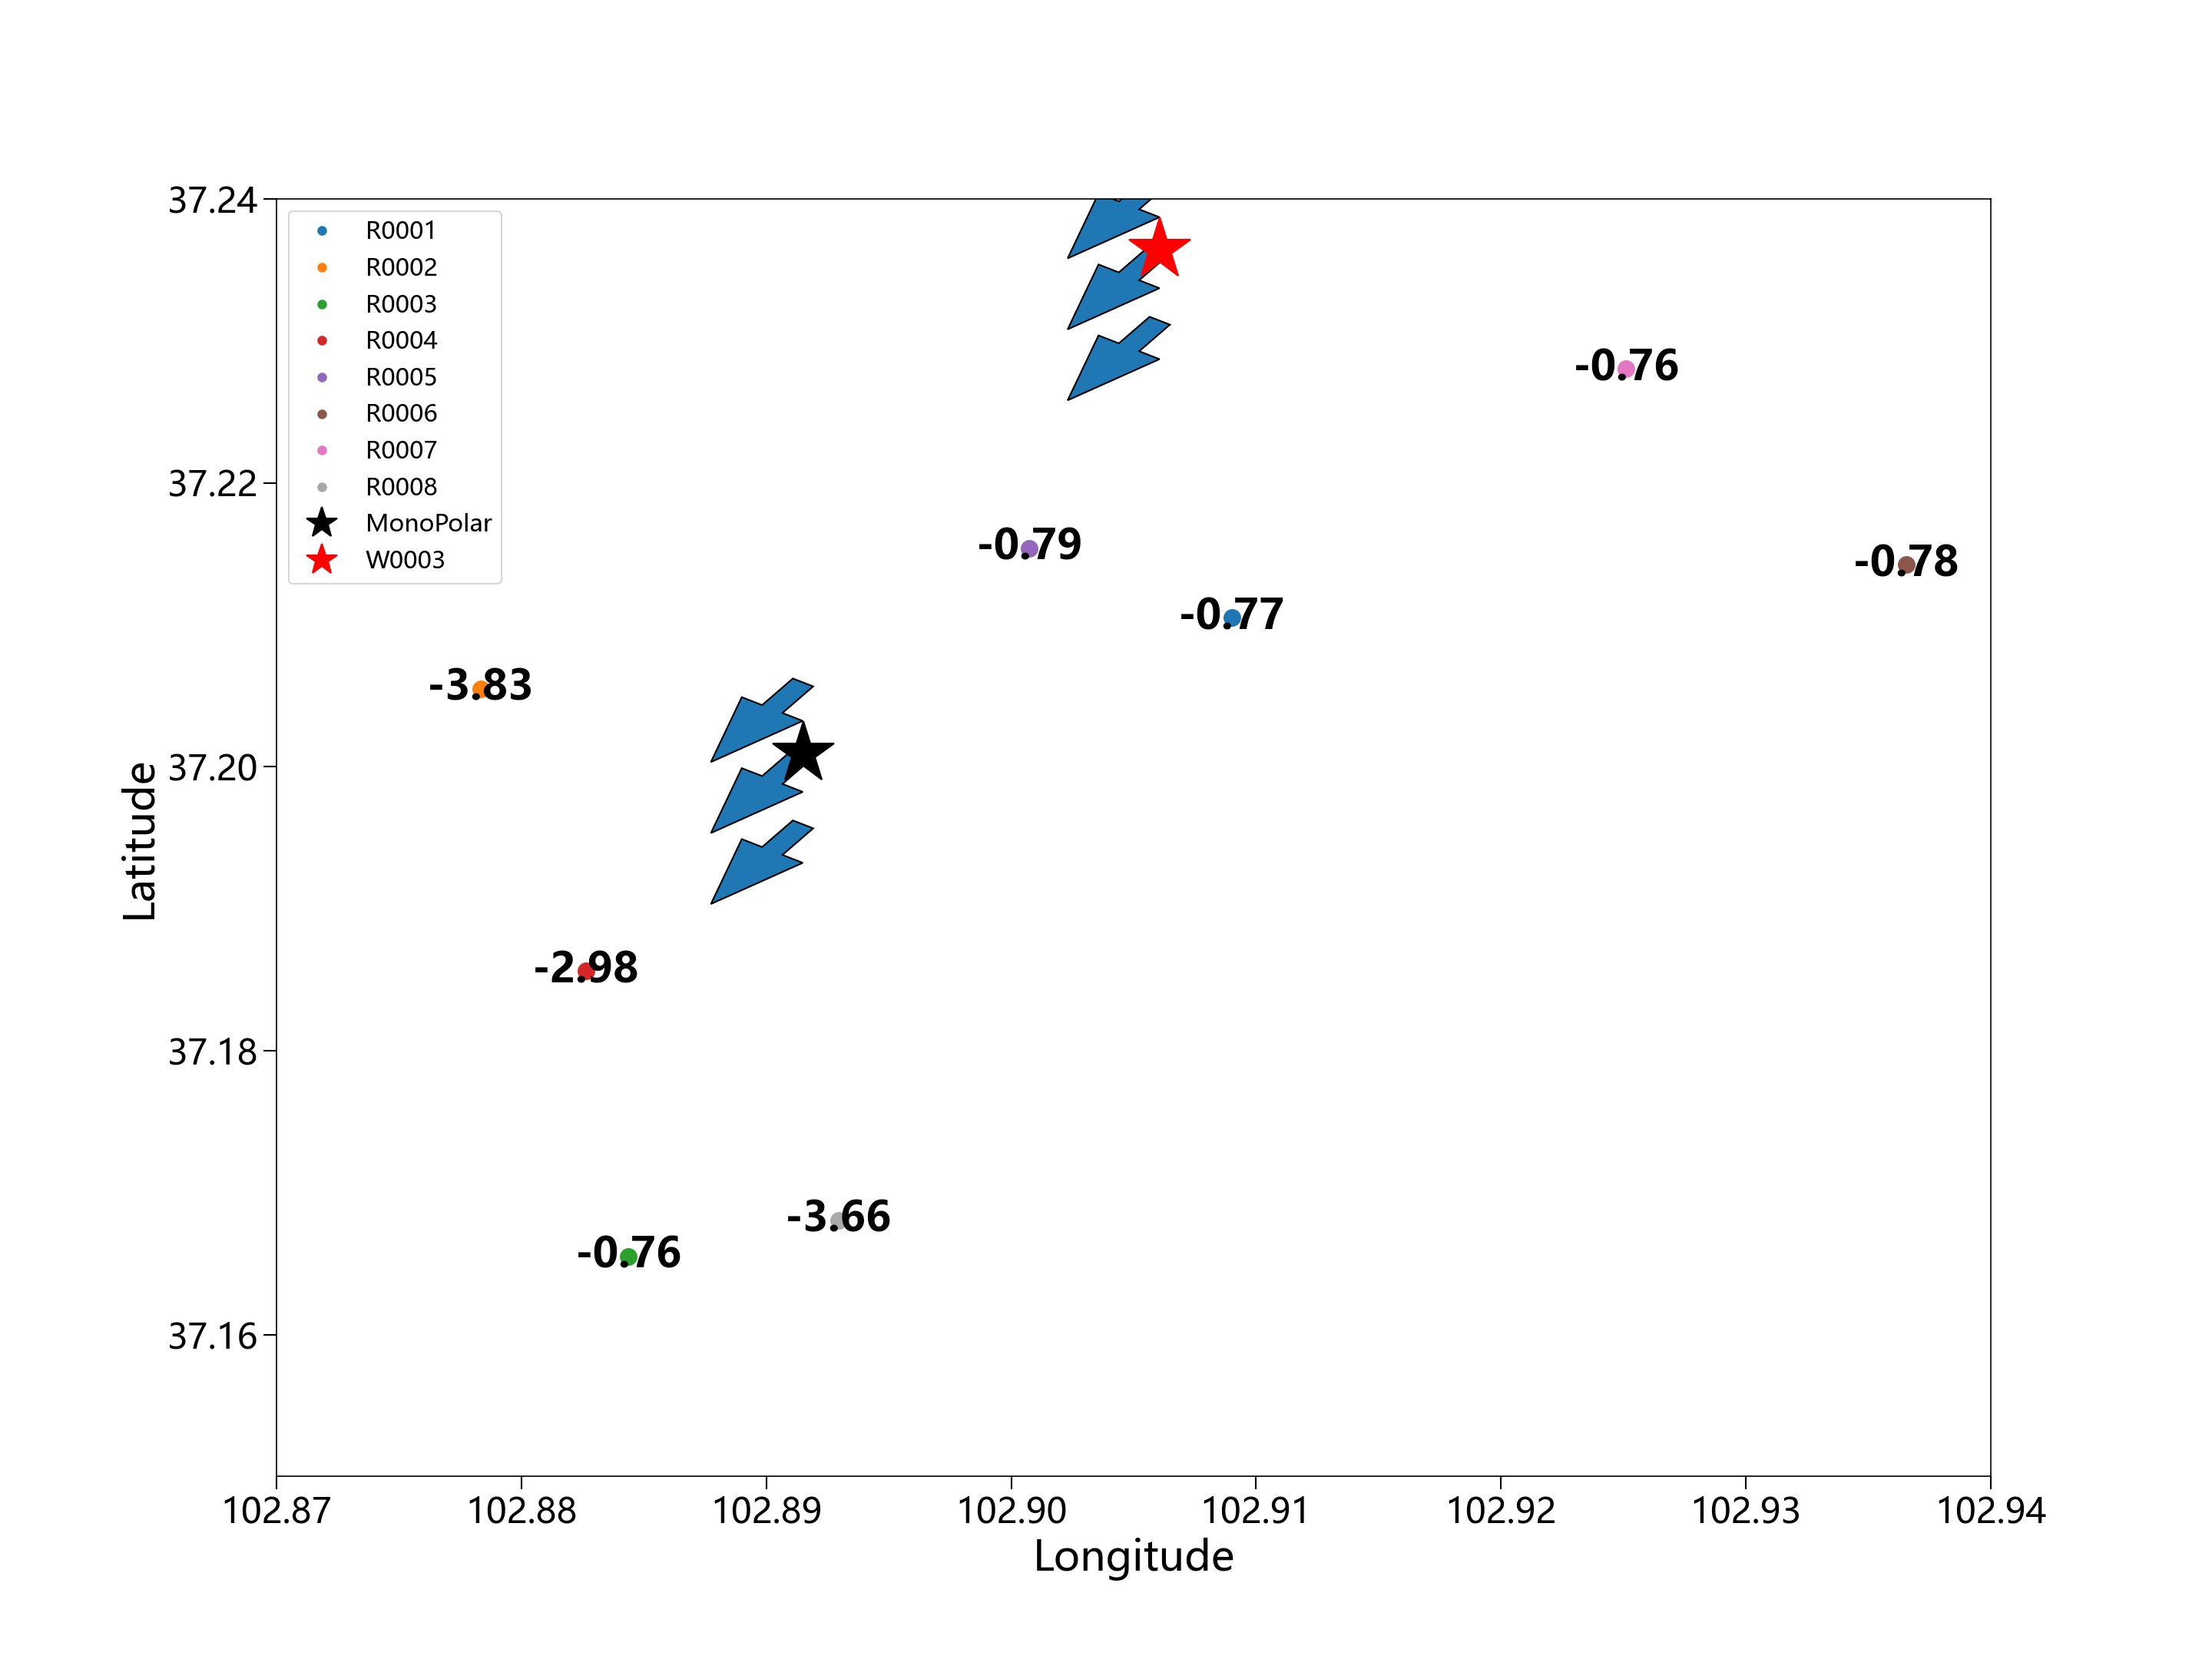 37.24
R0001
R0002
R0003
R0004
R0005
R0006
R0007
R0008
MonoPolar
W0003
-0.76
37.22
-0.79
-0.78
-0.77
-3.83
37.20
Latitude
-2.98
37.18
-3.66
-0.76
37.16
102.87 102.88 102.89 102.90 102.91 102.92 102.93 102.94
Longitude